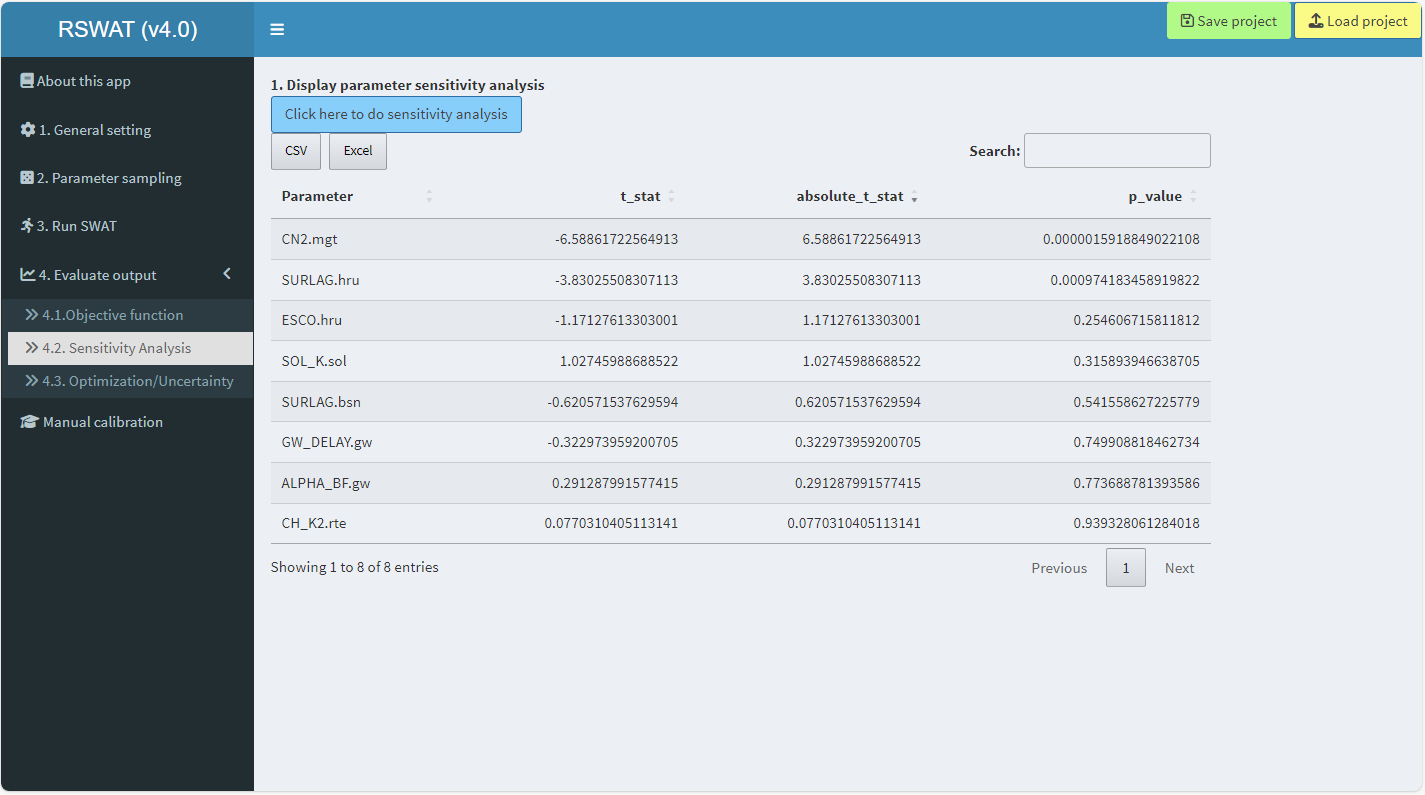 RSWAT (v4.0)
Save project
Load project
About this app
1. General setting
2. Parameter sampling
3. Run SWAT
4. Evaluate output
4.1.Objective function
4.2. Sensitivity Analysis
4.3. Optimization/Uncertainty
Manual calibration
1. Display parameter sensitivity analysis
Click here to do sensitivity analysis
CSV Excel Search:
Parameter t_stat absolute_t_stat p_value
CN2.mgt -6.58861722564913 6.58861722564913 0.0000015918849022108
SURLAG.hru -3.83025508307113 3.83025508307113 0.000974183458919822
ESCO.hru -1.17127613303001 1.17127613303001 0.254606715811812
SOL_K.sol 1.02745988688522 1.02745988688522 0.315893946638705
SURLAG.bsn -0.620571537629594 0.620571537629594 0.541558627225779
GW_DELAY.gw -0.322973959200705 0.322973959200705 0.749908818462734
ALPHA_BF.gw 0.291287991577415 0.291287991577415 0.773688781393586
CH_K2.rte 0.0770310405113141 0.0770310405113141 0.939328061284018
Showing 1 to 8 of 8 entries Previous 1 Next